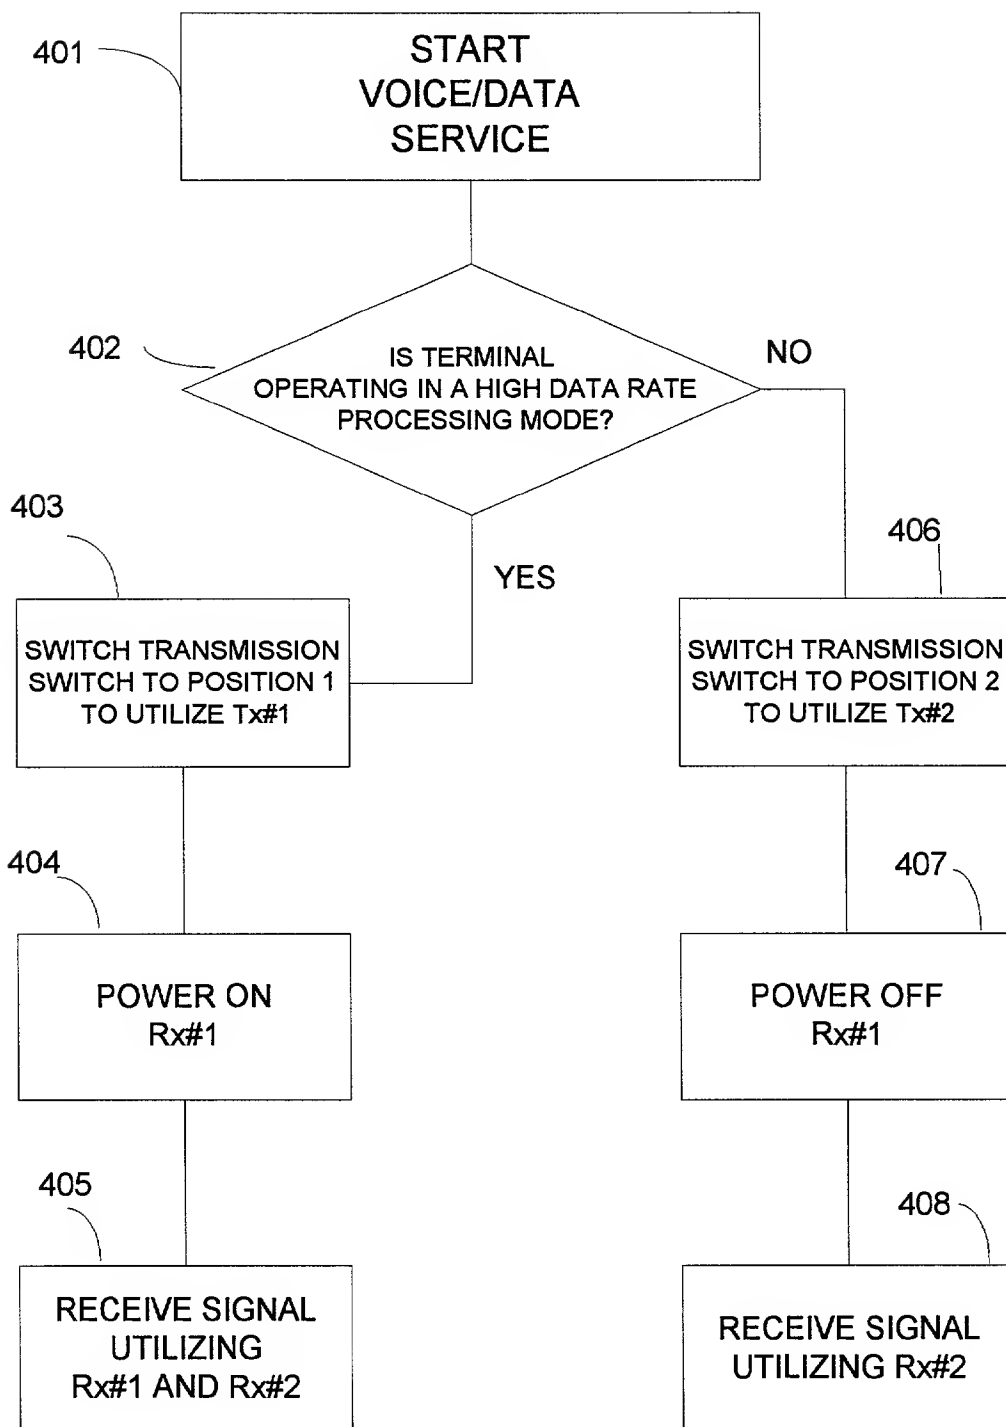 401
START
VOICE/DATA
SERVICE
402
IS TERMINAL
OPERATING IN A HIGH DATA RATE
PROCESSING MODE?
NO
YES
403
SWITCH TRANSMISSION
SWITCH TO POSITION 1
TO UTILIZE Tx#1
406
SWITCH TRANSMISSION
SWITCH TO POSITION 2
TO UTILIZE Tx#2
404
POWER ON
Rx#1
407
POWER OFF
Rx#1
405
RECEIVE SIGNAL
UTILIZING
Rx#1 AND Rx#2
408
RECEIVE SIGNAL
UTILIZING Rx#2